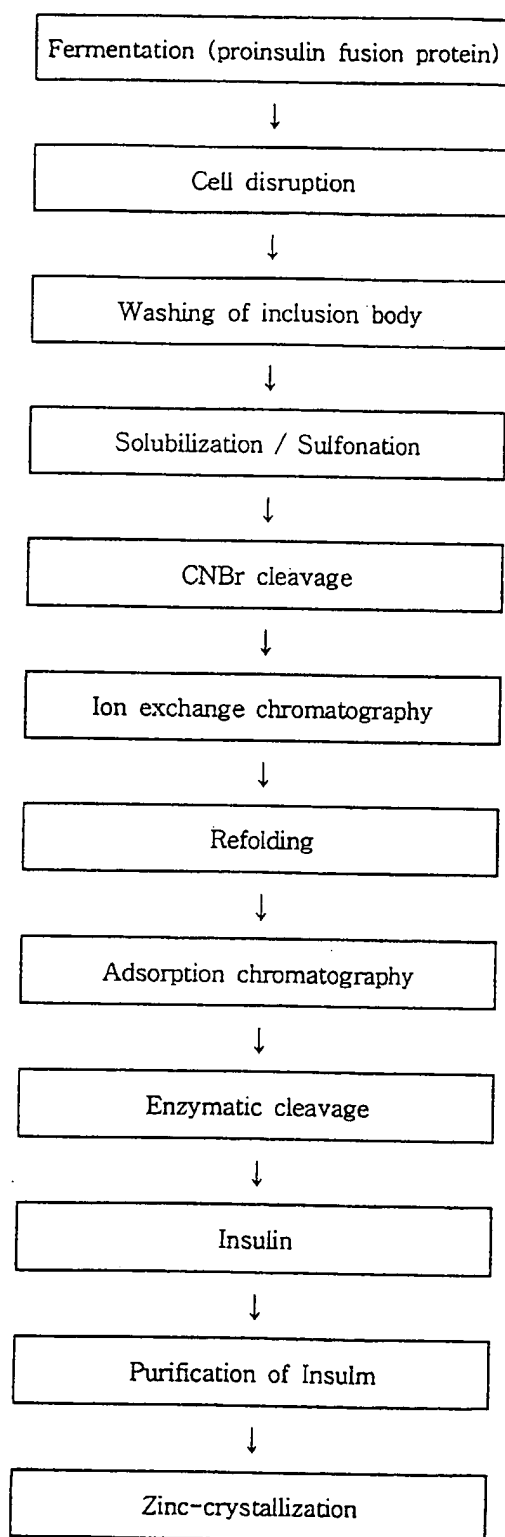 Fermentation (proinsulin fusion protein)
↓
Cell disruption
↓
Washing of inclusion body
↓
Solubilization / Sulfonation
↓
CNBr cleavage
↓
Ion exchange chromatography
↓
Refolding
↓
Adsorption chromatography
↓
Enzymatic cleavage
↓
Insulin
↓
Purification of Insulm
↓
Zinc-crystallization